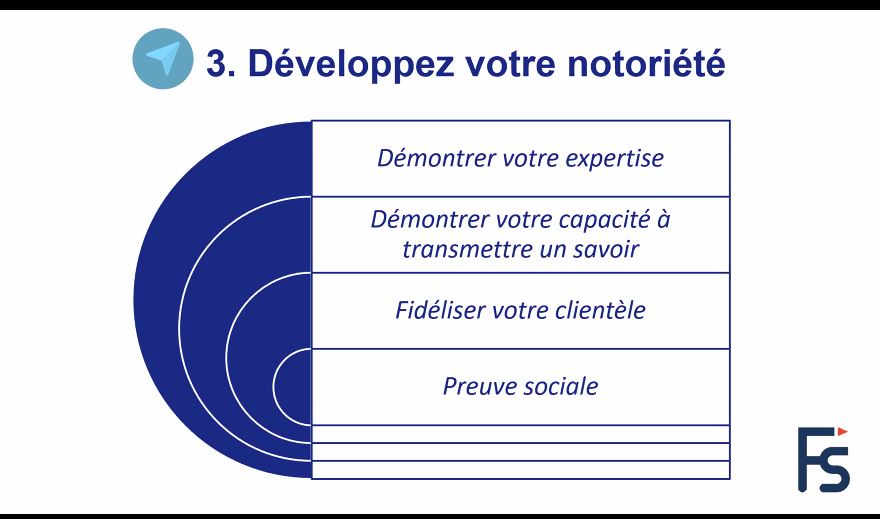 3. Développez votre notoriété
Démontrer votre expertise
Démontrer votre capacité à
transmettre un savoir
Fidéliser votre clientèle
Preuve sociale
FS